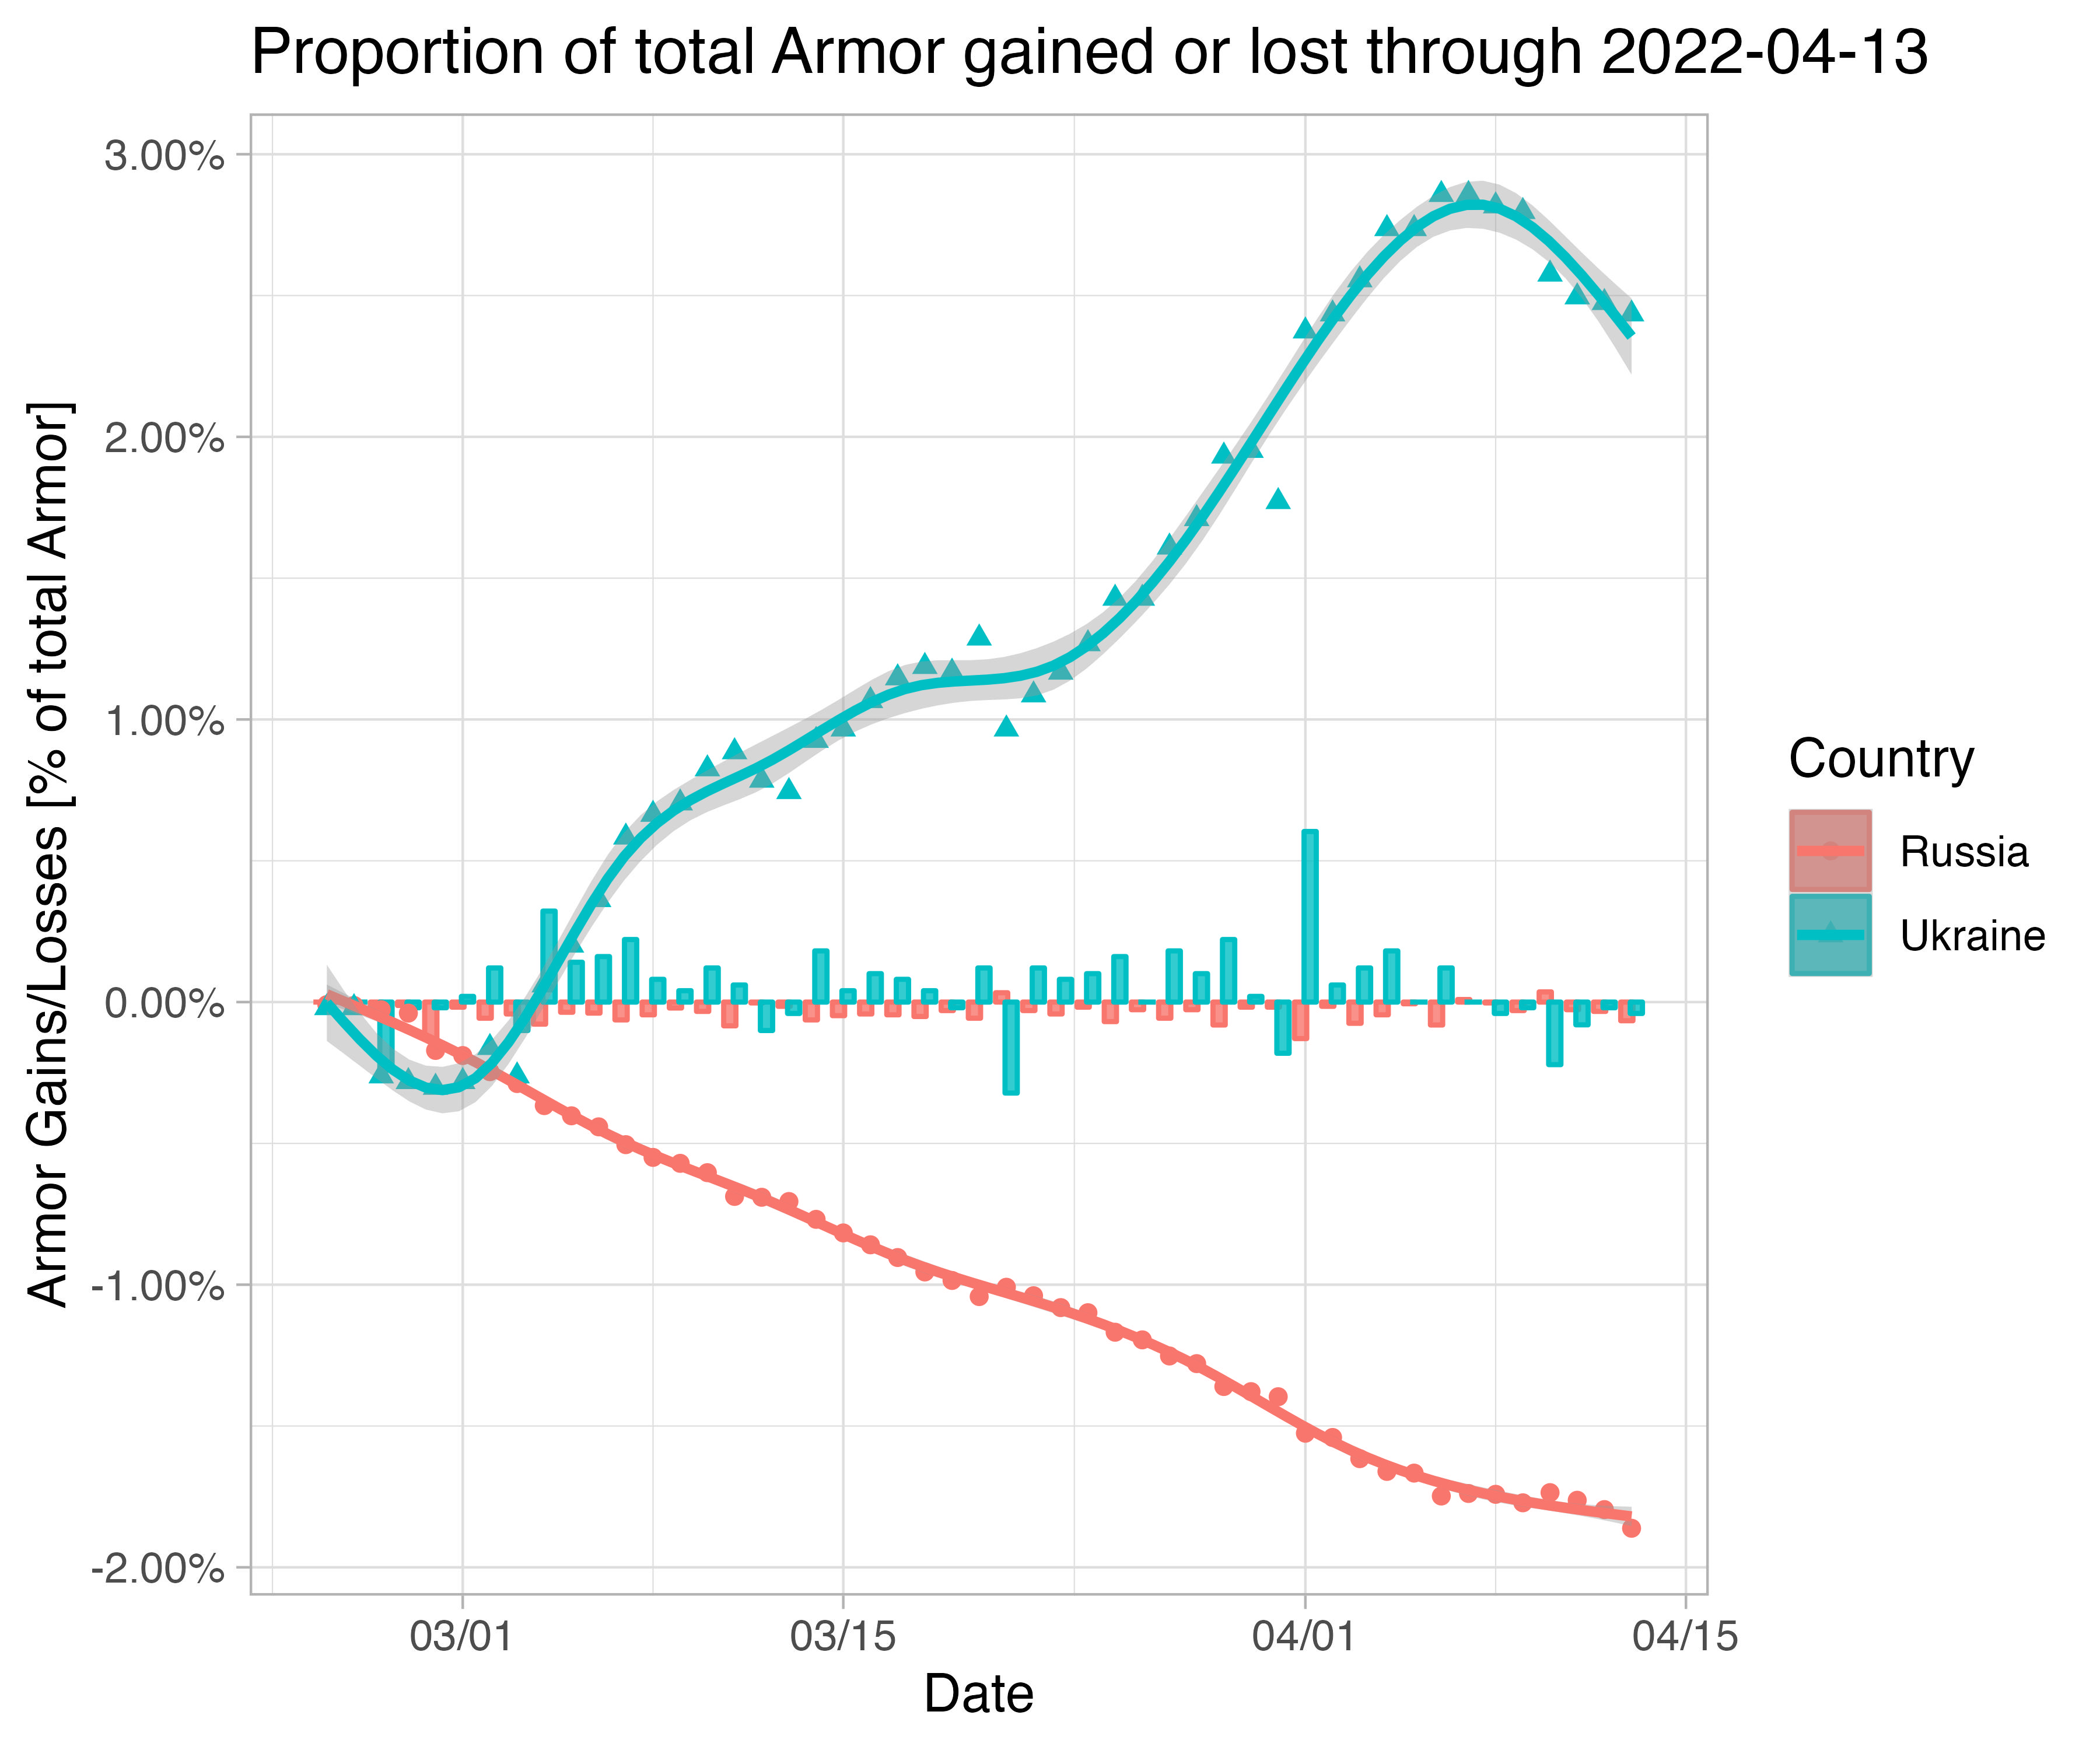 Proportion of total Armor gained or lost through 2022-04-13
Armor Gains/Losses [% of total Armor]
3.00%
2.00%
1.00%
0.00%
-1.00%
-2.00%
03/01
03/15
04/01
04/15
Date
Country
Russia
Ukraine